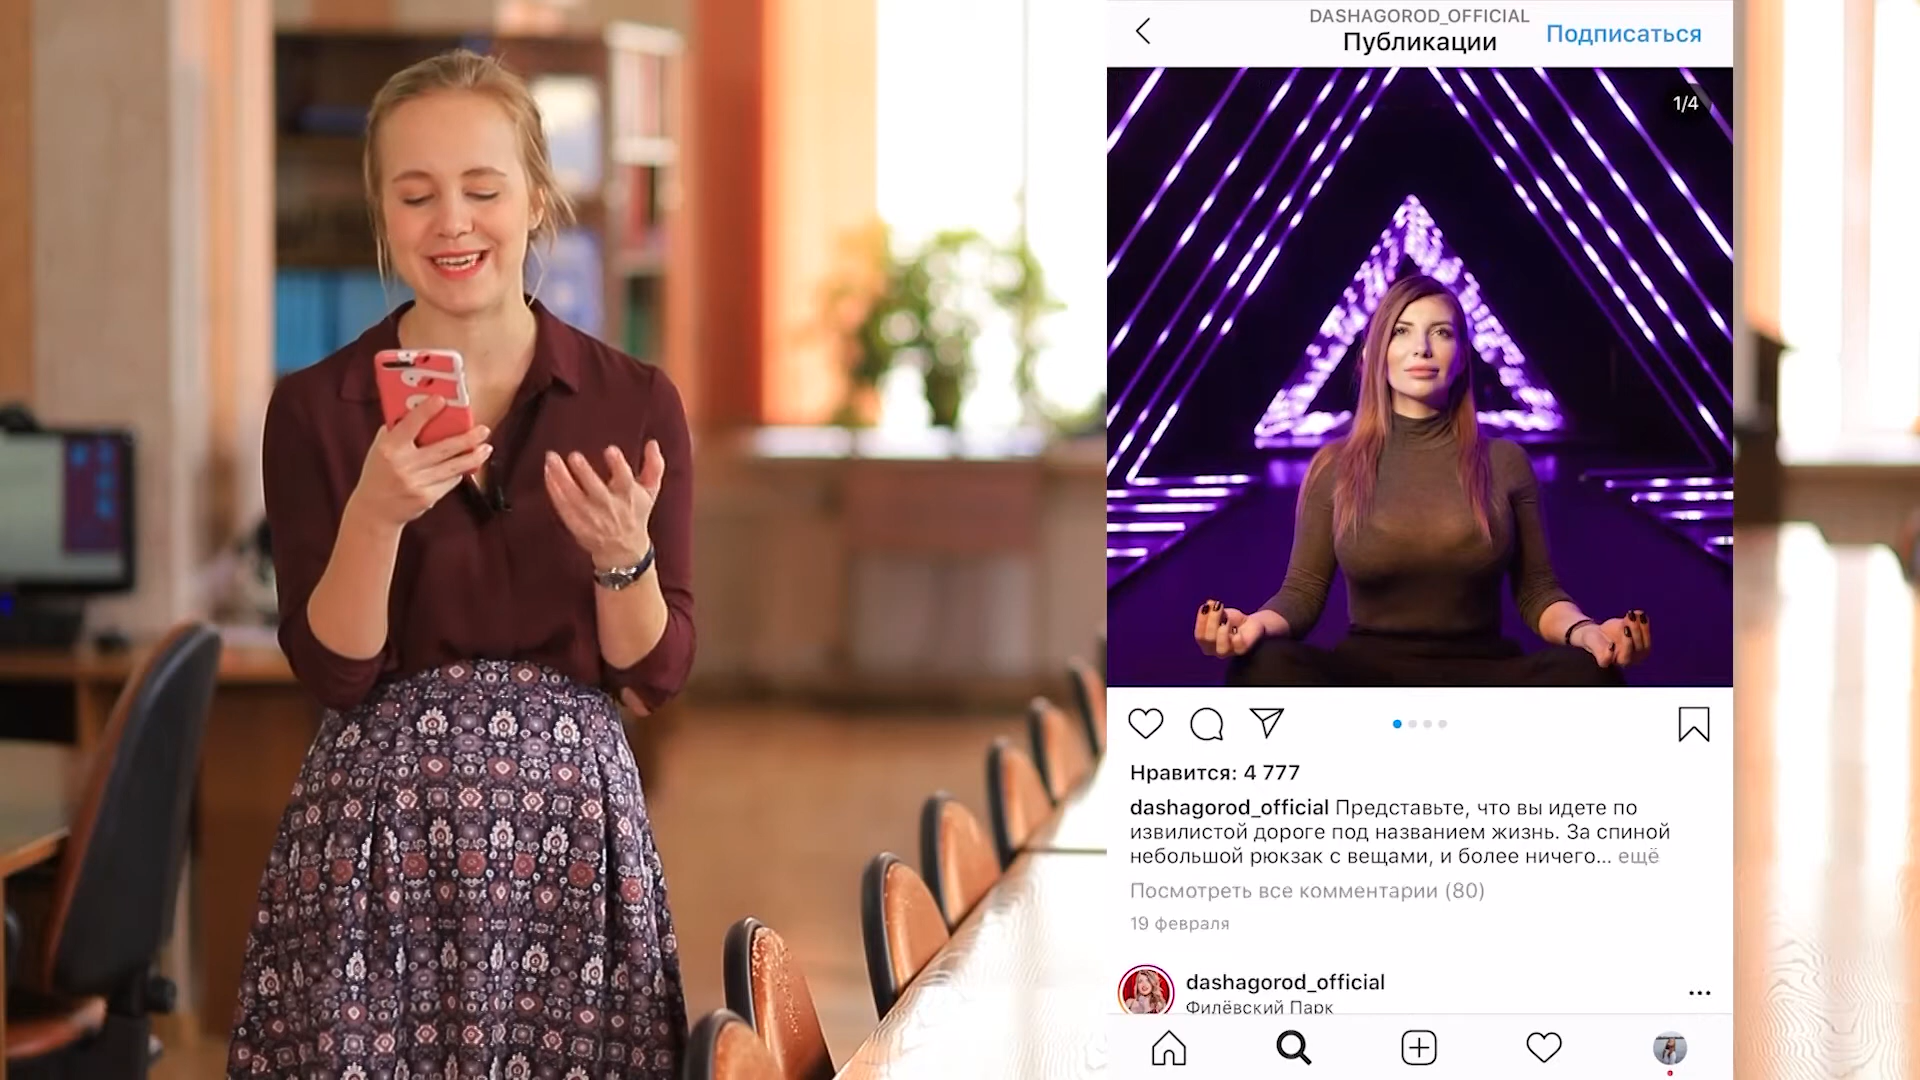 DASHAGOROD_OFFICIAL
Публикации
Подписаться
1/4
Нравится: 4 777
dashagorod_official Представьте, что вы идете по
извилистой дороге под названием жизнь. За спиной
небольшой рюкзак с вещами, и более ничего... ещё
Посмотреть все комментарии (80)
19 февраля
dashagorod_official
Филёвский Парк